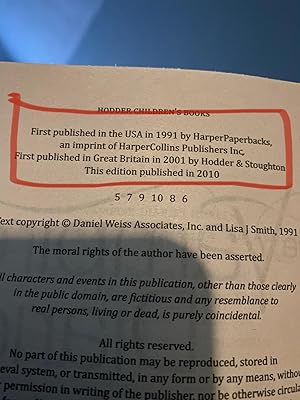 HODDER CHILDREN'S BOOKS
First published in the USA in 1991 by HarperPaperbacks,
an imprint of HarperCollins Publishers Inc,
First published in Great Britain in 2001 by Hodder & Stoughton
This edition published in 2010
5 7 9 10 8 6
Text copyright © Daniel Weiss Associates, Inc. and Lisa J Smith, 1991
The moral rights of the author have been asserted.
All characters and events in this publication, other than those clearly
in the public domain, are fictitious and any resemblance to
real persons, living or dead, is purely coincidental.
All rights reserved.
No part of this publication may be reproduced, stored in
eval system, or transmitted, in any form or by any means, without
permission in writing of the publisher, nor be otherwise circula